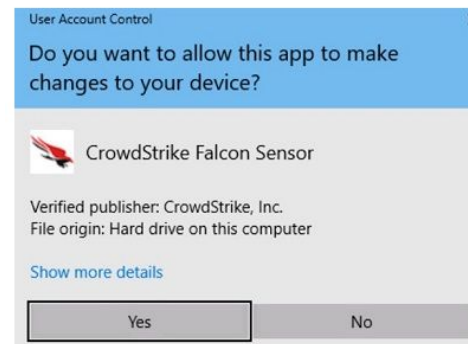 User Account Control
Do you want to allow this app to make
changes to your device?
CrowdStrike Falcon Sensor
Verified publisher: CrowdStrike, Inc.
File origin: Hard drive on this computer
Show more details
Yes No